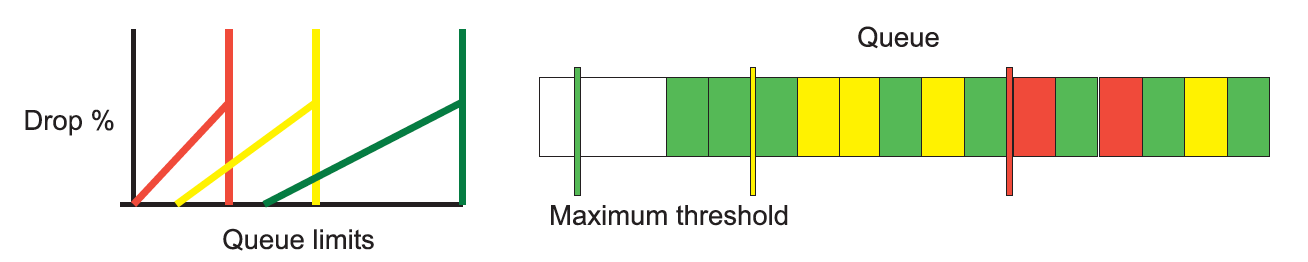 Drop %
Queue limits
Queue
Maximum threshold